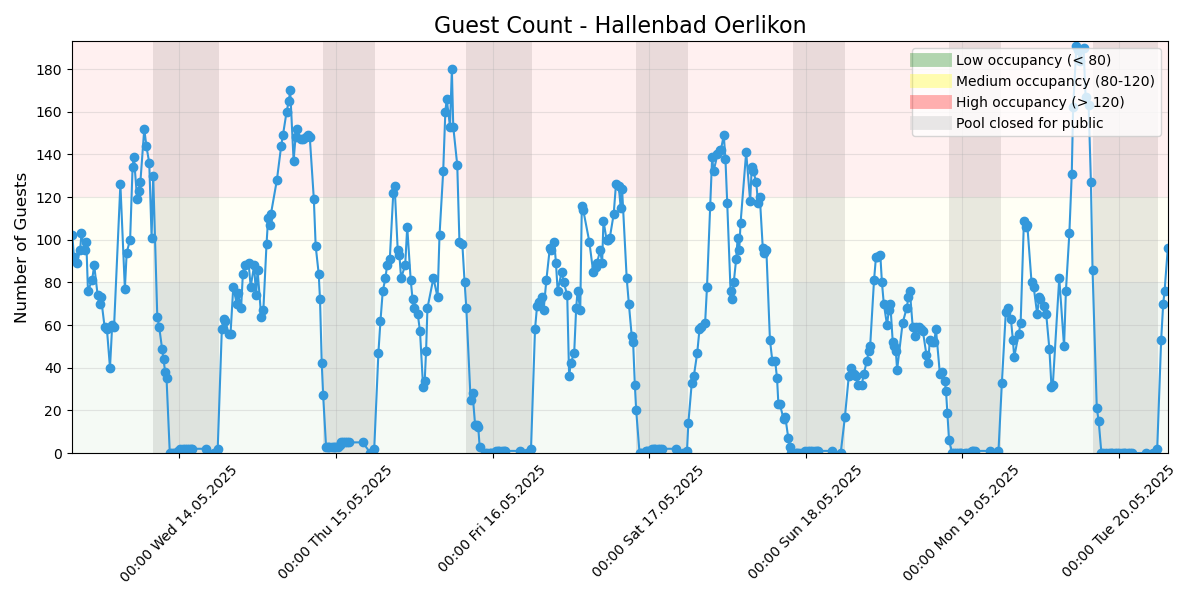 Guest Count - Hallenbad Oerlikon
Number of Guests
180
160
140
120
100
80
60
40
20
0
Low occupancy (< 80)
Medium occupancy (80-120)
High occupancy (> 120)
Pool closed for public
00:00 Wed 14.05.2025
00:00 Thu 15.05.2025
00:00 Fri 16.05.2025
00:00 Sat 17.05.2025
00:00 Sun 18.05.2025
00:00 Mon 19.05.2025
00:00 Tue 20.05.2025